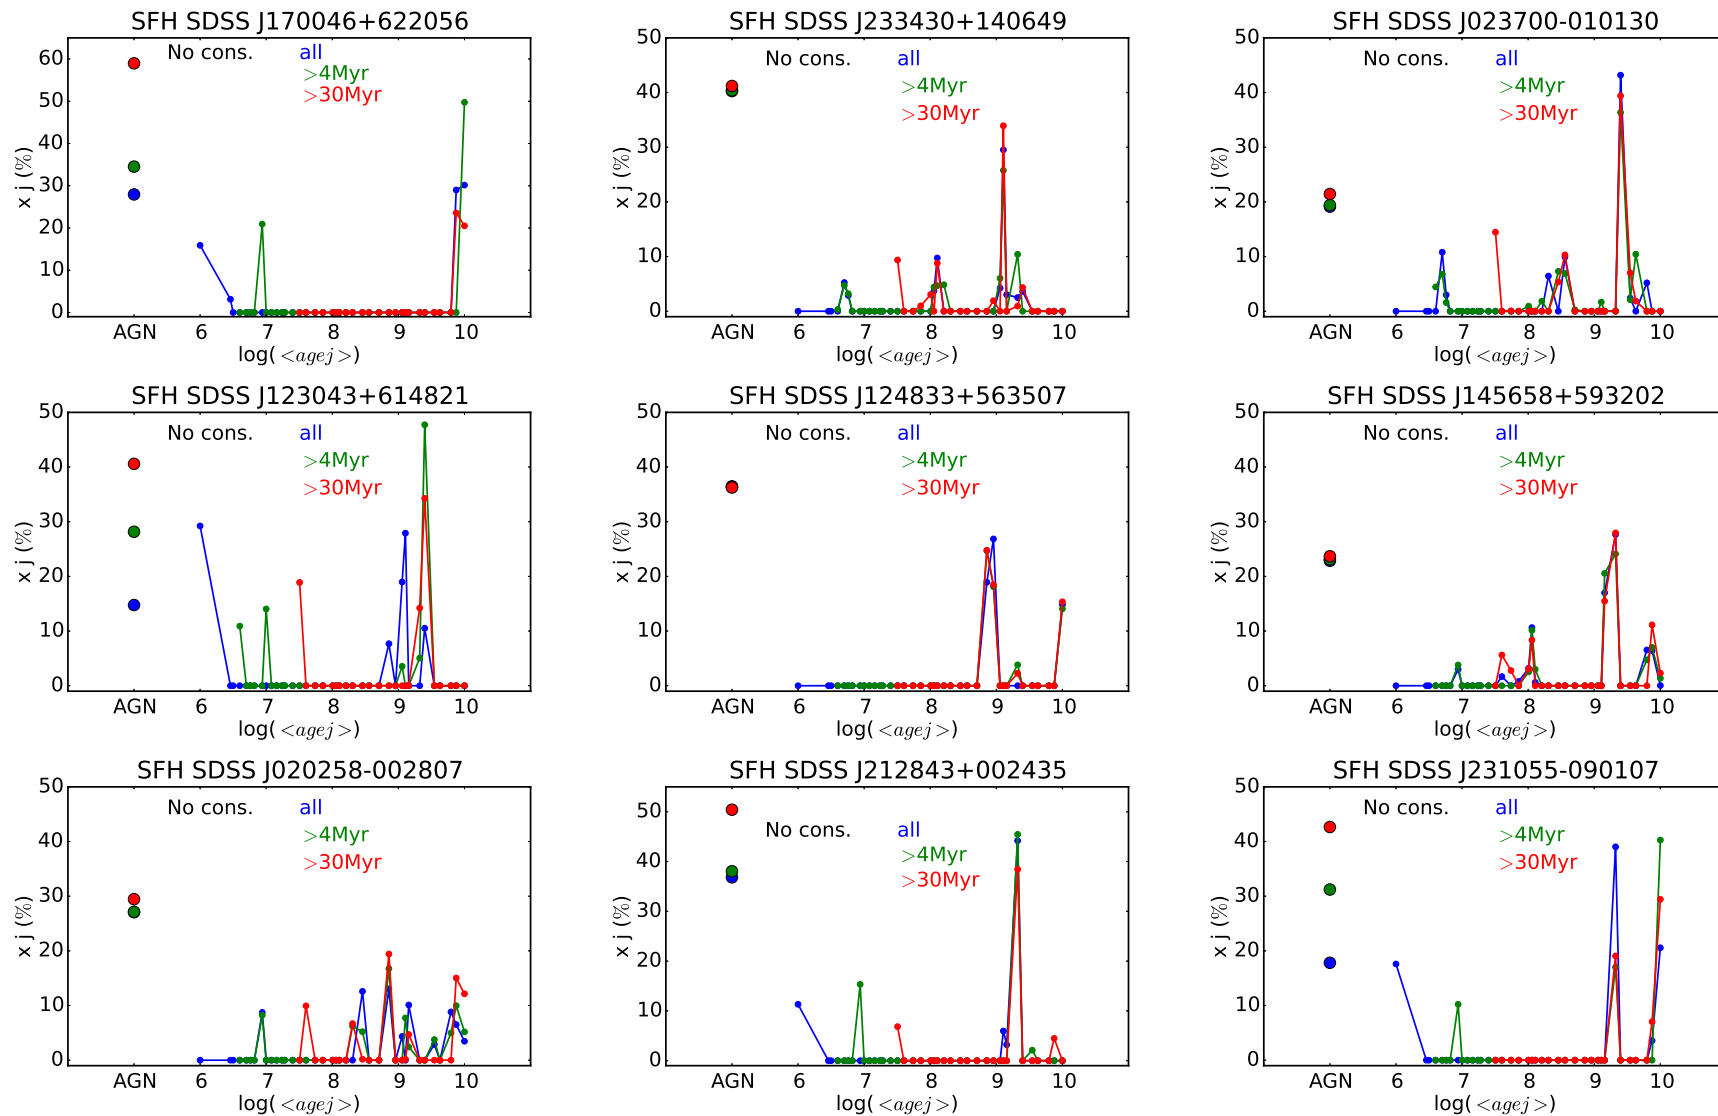 SFH SDSS J170046+622056
No cons. all
>4Myr
>30Myr
60
50
40
30
20
10
0
x j (%)
AGN 6 7 8 9 10
log( <agej >)
SFH SDSS J233430+140649
No cons. all
>4Myr
>30Myr
50
40
30
20
10
0
x j (%)
AGN 6 7 8 9 10
log( <agej >)
SFH SDSS J023700-010130
No cons. all
>4Myr
>30Myr
50
40
30
20
10
0
x j (%)
AGN 6 7 8 9 10
log( <agej >)
SFH SDSS J123043+614821
No cons. all
>4Myr
>30Myr
50
40
30
20
10
0
x j (%)
AGN 6 7 8 9 10
log( <agej >)
SFH SDSS J124833+563507
No cons. all
>4Myr
>30Myr
50
40
30
20
10
0
x j (%)
AGN 6 7 8 9 10
log( <agej >)
SFH SDSS J145658+593202
No cons. all
>4Myr
>30Myr
50
40
30
20
10
0
x j (%)
AGN 6 7 8 9 10
log( <agej >)
SFH SDSS J020258-002807
No cons. all
>4Myr
>30Myr
50
40
30
20
10
0
x j (%)
AGN 6 7 8 9 10
log( <agej >)
SFH SDSS J212843+002435
No cons. all
>4Myr
>30Myr
50
40
30
20
10
0
x j (%)
AGN 6 7 8 9 10
log( <agej >)
SFH SDSS J231055-090107
No cons. all
>4Myr
>30Myr
50
40
30
20
10
0
x j (%)
AGN 6 7 8 9 10
log( <agej >)